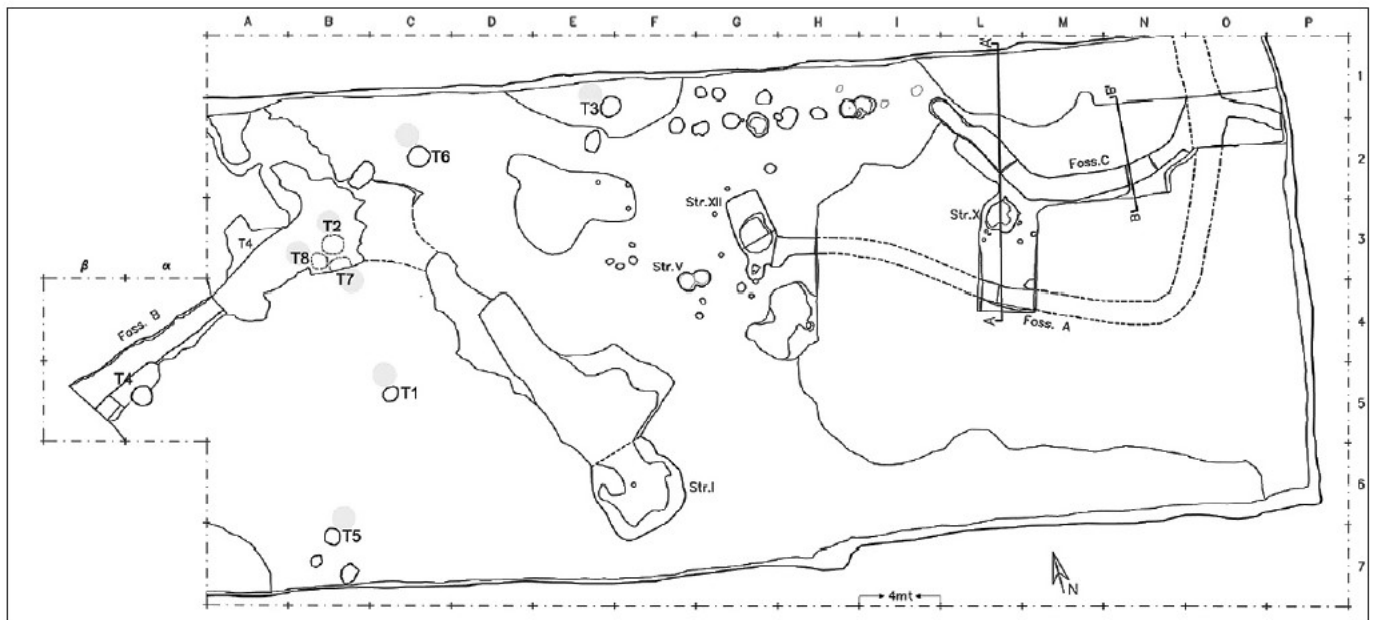 A B C D E F G H I L M N O P
1
A'
B'
T3
T6
2
Foss.C
B
Str.XII
Str.X
T2
T4
3
T8
T7
β α
Str.V
Foss. B
4
A
Foss. A
T4
T1
5
Str.I
6
T5
7
N
4mt